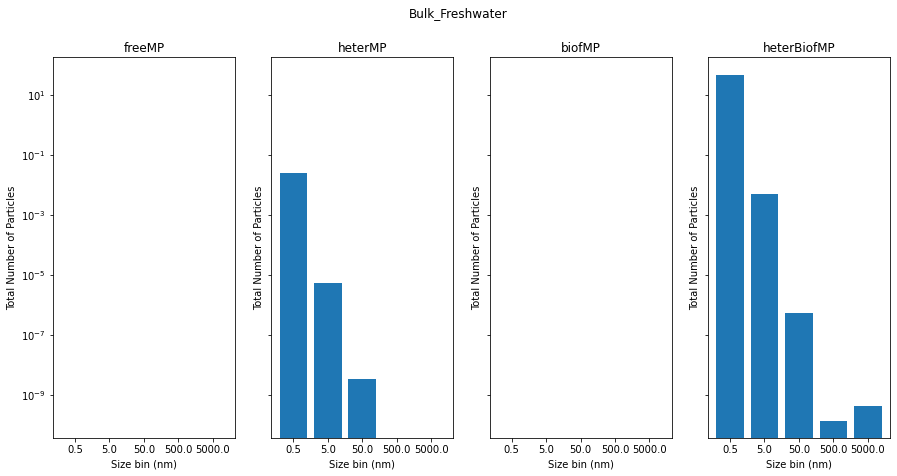 Bulk_Freshwater
freeMP
heterMP
biofMP
heterBiofMP
Total Number of Particles
10^1
10^-1
10^-3
10^-5
10^-7
10^-9
0.5 5.0 50.0 500.0 5000.0
Size bin (nm)
Total Number of Particles
0.5 5.0 50.0 500.0 5000.0
Size bin (nm)
Total Number of Particles
0.5 5.0 50.0 500.0 5000.0
Size bin (nm)
Total Number of Particles
0.5 5.0 50.0 500.0 5000.0
Size bin (nm)